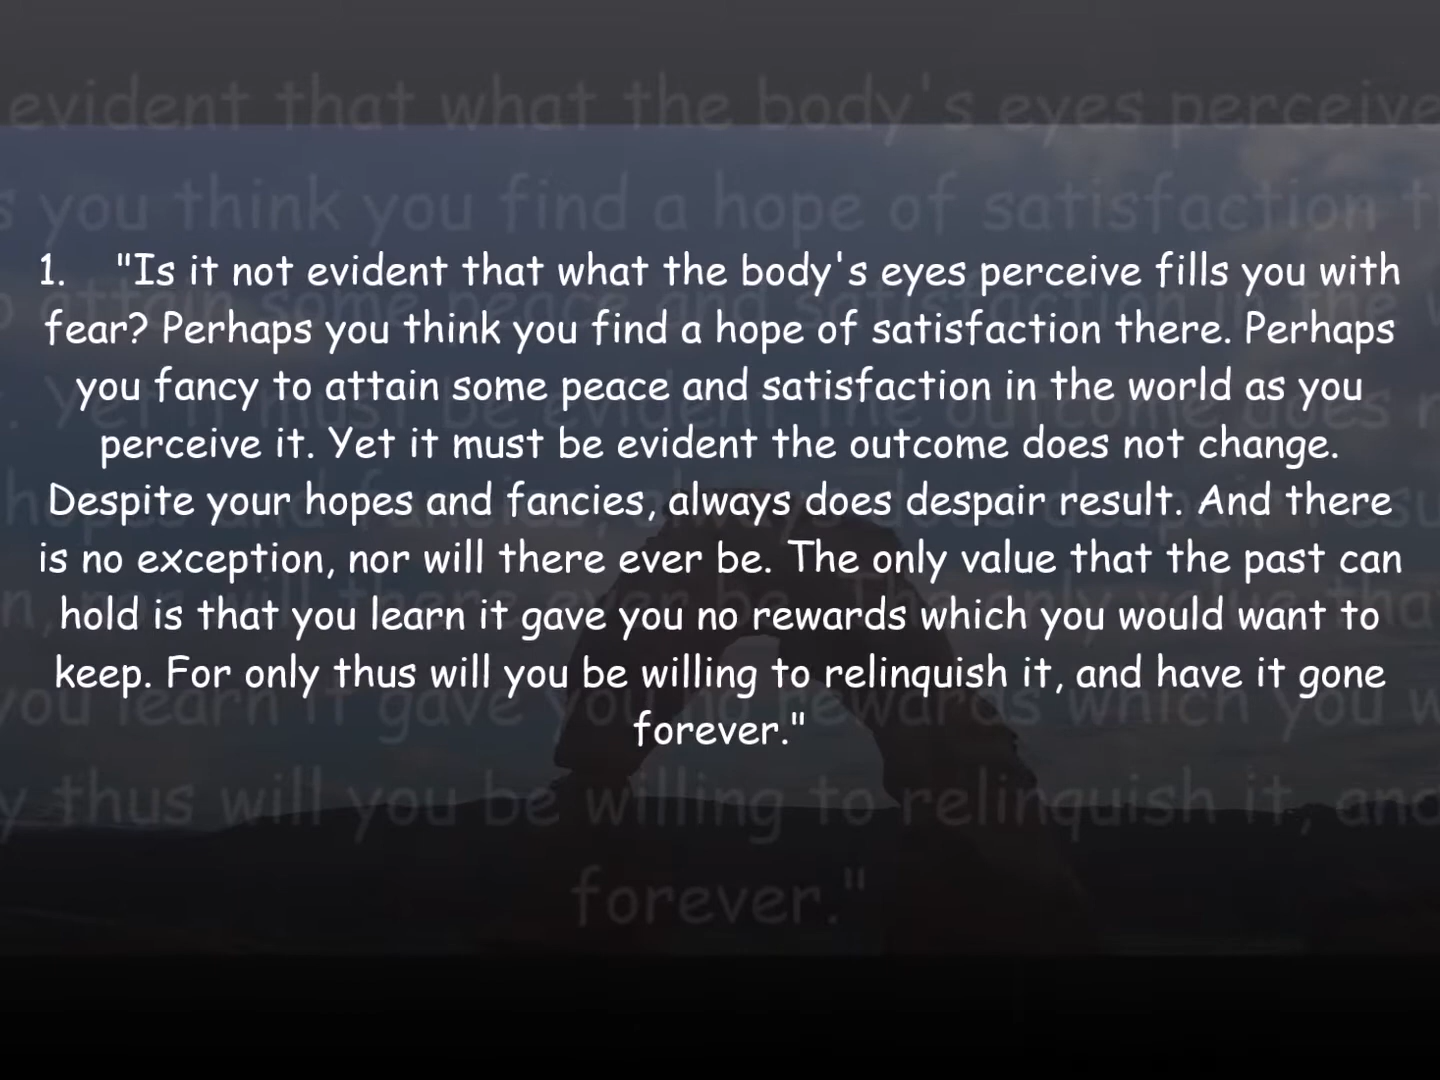 1. "Is it not evident that what the body's eyes perceive fills you with
fear? Perhaps you think you find a hope of satisfaction there. Perhaps
you fancy to attain some peace and satisfaction in the world as you
perceive it. Yet it must be evident the outcome does not change.
Despite your hopes and fancies, always does despair result. And there
is no exception, nor will there ever be. The only value that the past can
hold is that you learn it gave you no rewards which you would want to
keep. For only thus will you be willing to relinquish it, and have it gone
forever."